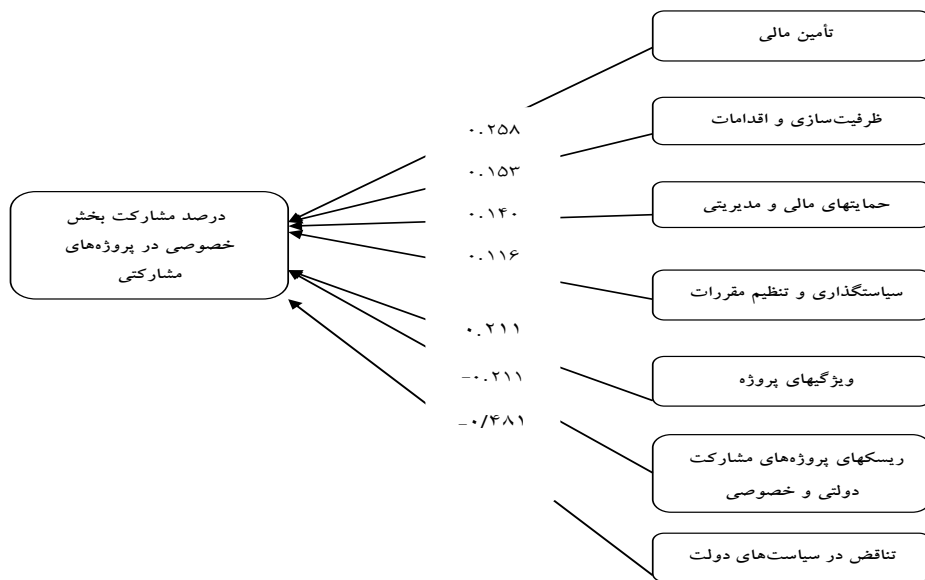 تأمین مالی
ظرفیت‌سازی و اقدامات
حمایتهای مالی و مدیریتی
سیاستگذاری و تنظیم مقررات
ویژگیهای پروژه
ریسکهای پروژه‌های مشارکت
دولتی و خصوصی
تناقض در سیاست‌های دولت
۰.۲۵۸
۰.۱۵۳
۰.۱۴۰
۰.۱۱۶
۰.۲۱۱
-۰.۲۱۱
-۰/۴۸۱
درصد مشارکت بخش
خصوصی در پروژه‌های
مشارکتی